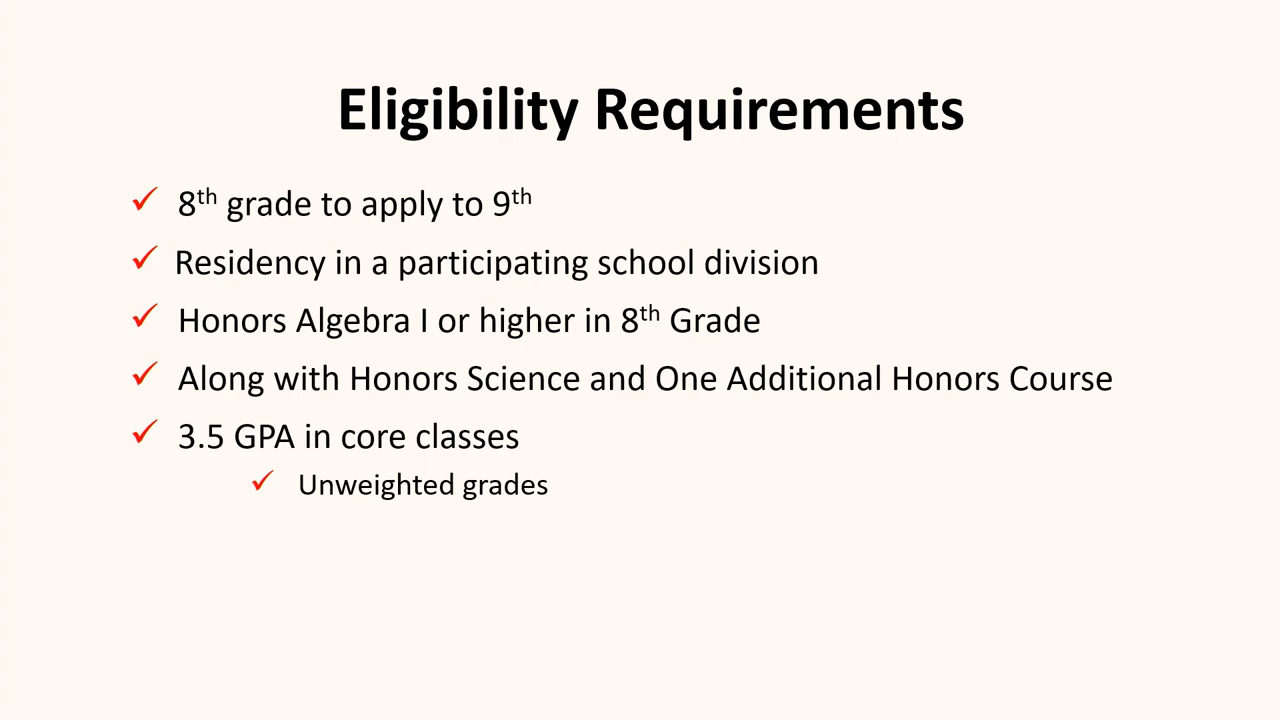 Eligibility Requirements
✓ 8th grade to apply to 9th
✓ Residency in a participating school division
✓ Honors Algebra I or higher in 8th Grade
✓ Along with Honors Science and One Additional Honors Course
✓ 3.5 GPA in core classes
✓ Unweighted grades